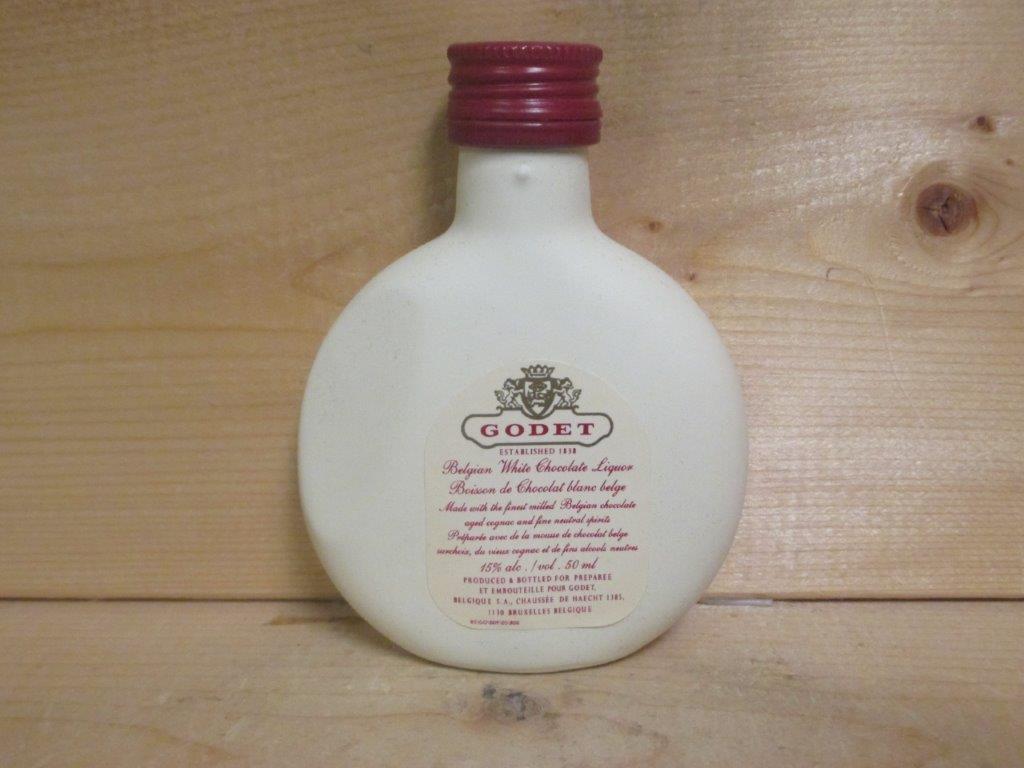 GODET
ESTABLISHED 1838
Belgian White Chocolate Liquor
Boisson de Chocolat blanc belge
Made with the finest milled Belgian chocolate
aged cognac and fine neutral spirits
Préparée avec de la mousse de chocolat belge
surchoix, du vieux cognac et de fins alcools neutres
15% alc. / vol. 50 ml
PRODUCED & BOTTLED FOR PREPAREE
ET EMBOUTEILLE POUR GODET,
BELGIQUE S.A., CHAUSSÉE DE HAECHT 1385,
1130 BRUXELLES BELGIQUE